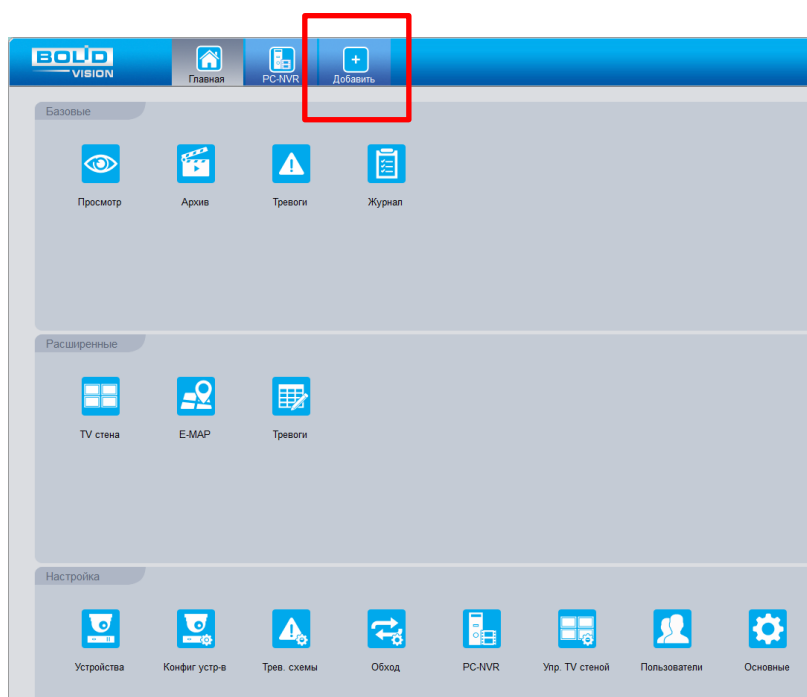 BOLID
VISION
Главная
PC-NVR
Добавить
Базовые
Просмотр
Архив
Тревоги
Журнал
Расширенные
TV стена
E-MAP
Тревоги
Настройка
Устройства
Конфиг устр-в
Трев. схемы
Обход
PC-NVR
Упр. TV стеной
Пользователи
Основные